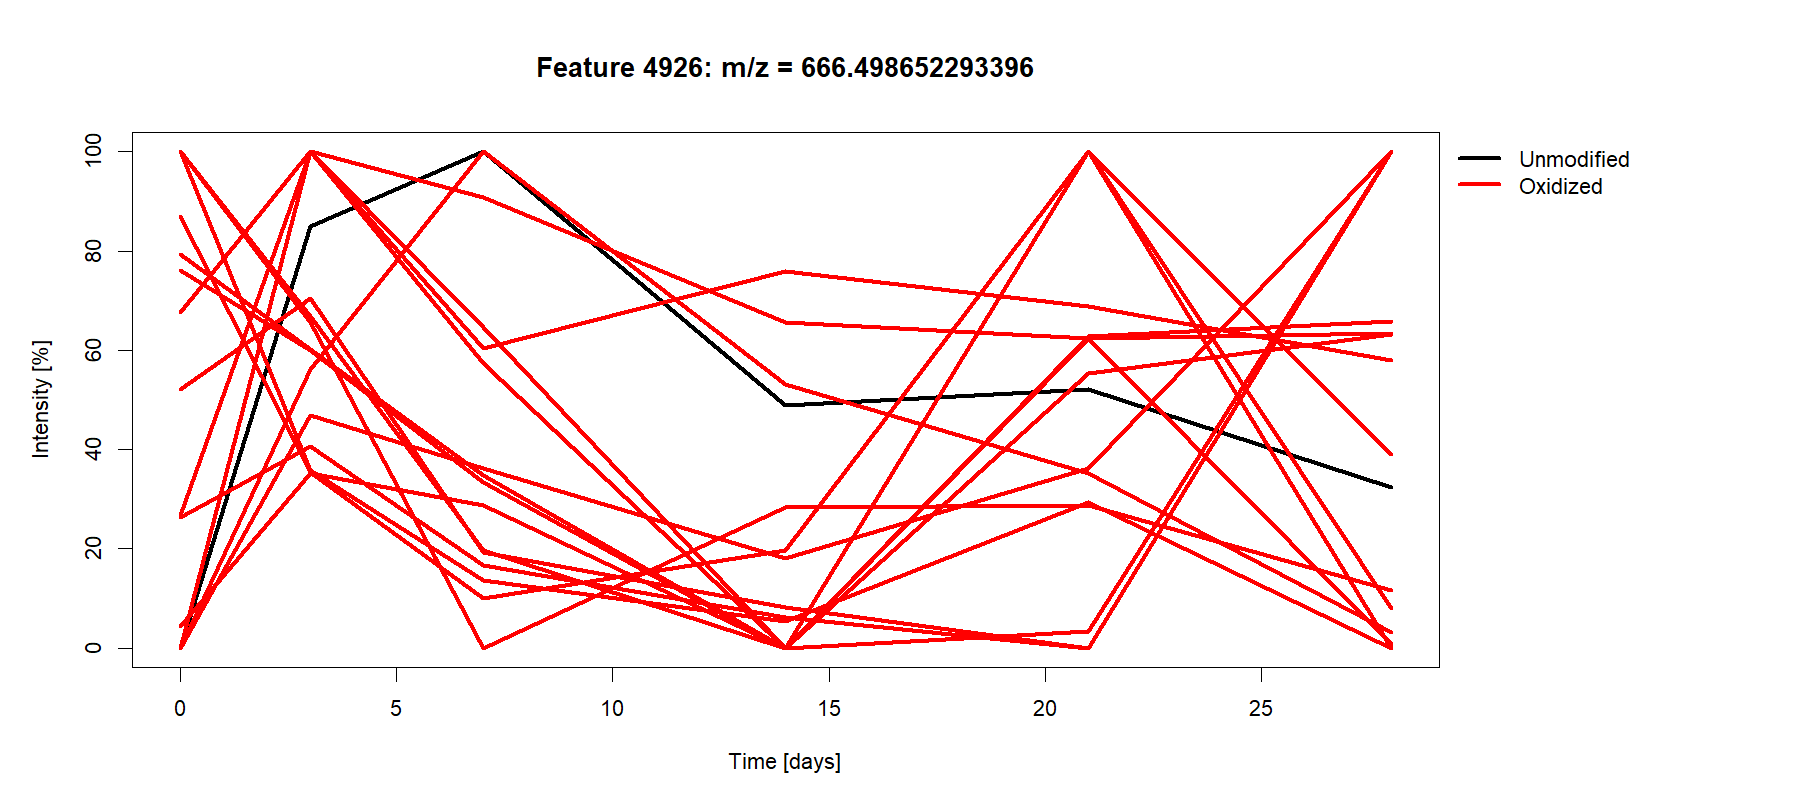 Feature 4926: m/z = 666.498652293396
Unmodified
Oxidized
Intensity [%]
100
80
60
40
20
0
0 5 10 15 20 25
Time [days]